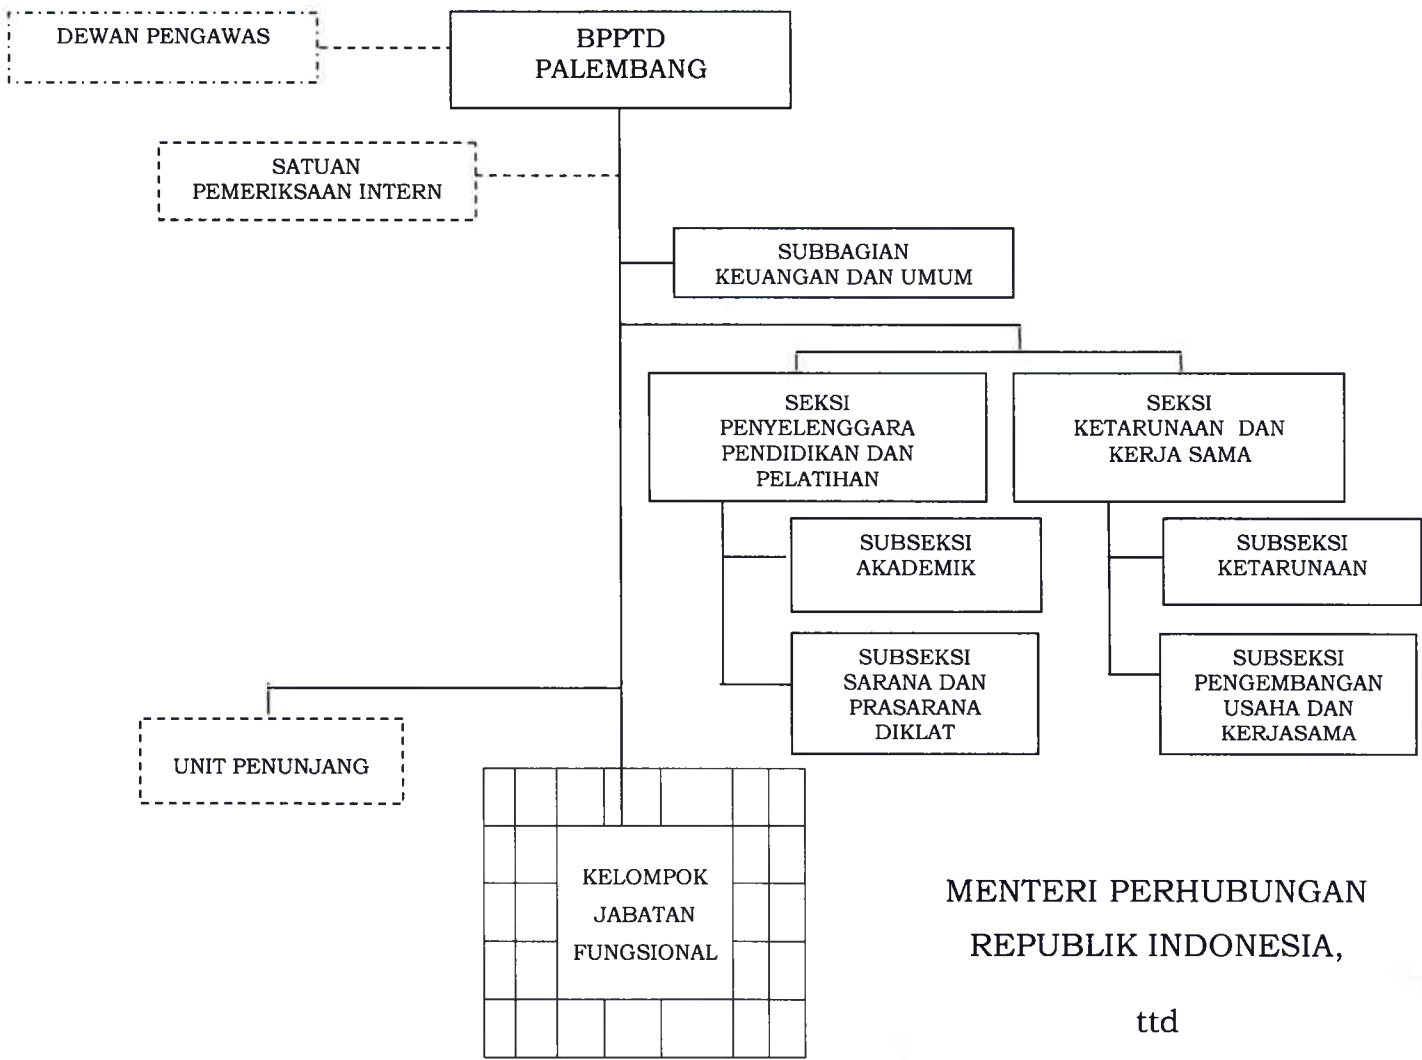 DEWAN PENGAWAS
BPPTD
PALEMBANG
SATUAN
PEMERIKSAAN INTERN
SUBBAGIAN
KEUANGAN DAN UMUM
SEKSI
PENYELENGGARA
PENDIDIKAN DAN
PELATIHAN
SEKSI
KETARUNAAN  DAN
KERJA SAMA
SUBSEKSI
AKADEMIK
SUBSEKSI
KETARUNAAN
SUBSEKSI
SARANA DAN
PRASARANA
DIKLAT
SUBSEKSI
PENGEMBANGAN
USAHA DAN
KERJASAMA
UNIT PENUNJANG
KELOMPOK
JABATAN
FUNGSIONAL
MENTERI PERHUBUNGAN
REPUBLIK INDONESIA,
ttd